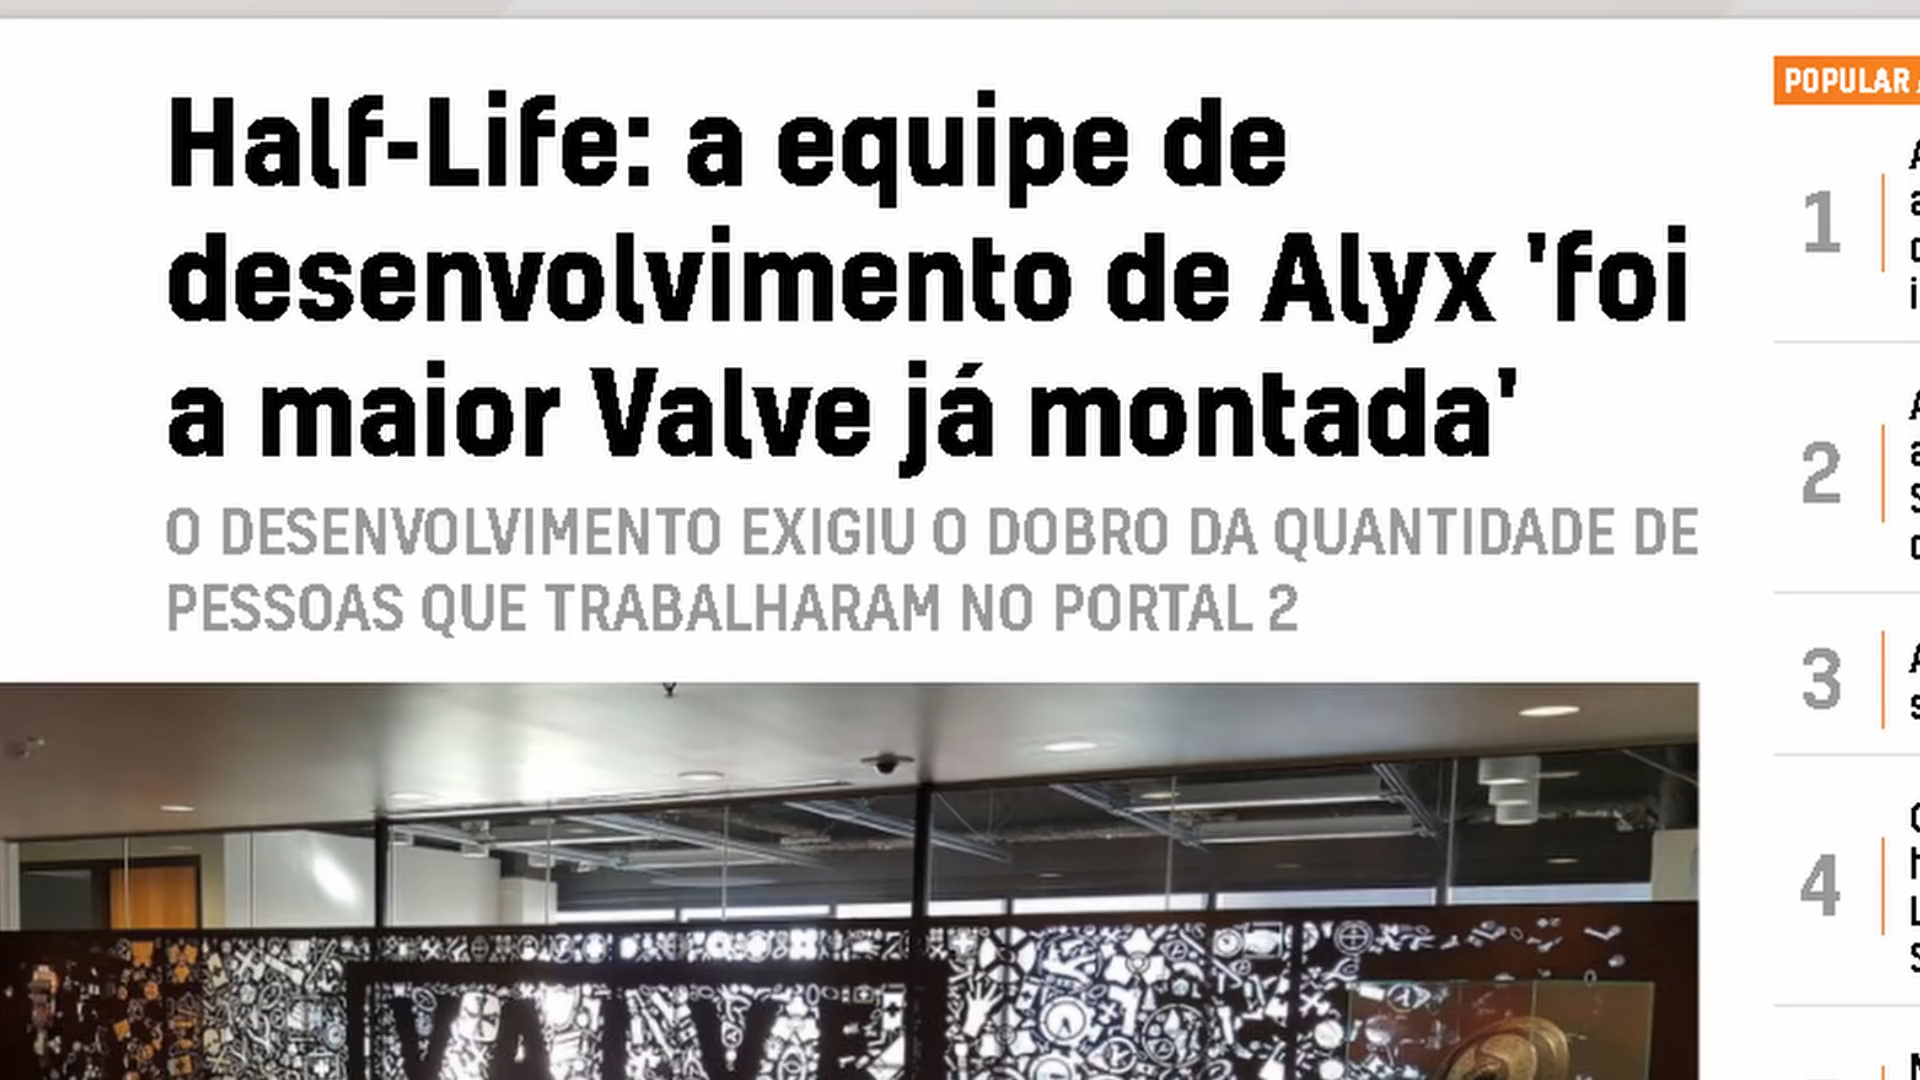 Half-Life: a equipe de
desenvolvimento de Alyx 'foi
a maior Valve já montada'
O DESENVOLVIMENTO EXIGIU O DOBRO DA QUANTIDADE DE
PESSOAS QUE TRABALHARAM NO PORTAL 2
VALVE
POPULAR
1
2
3
4